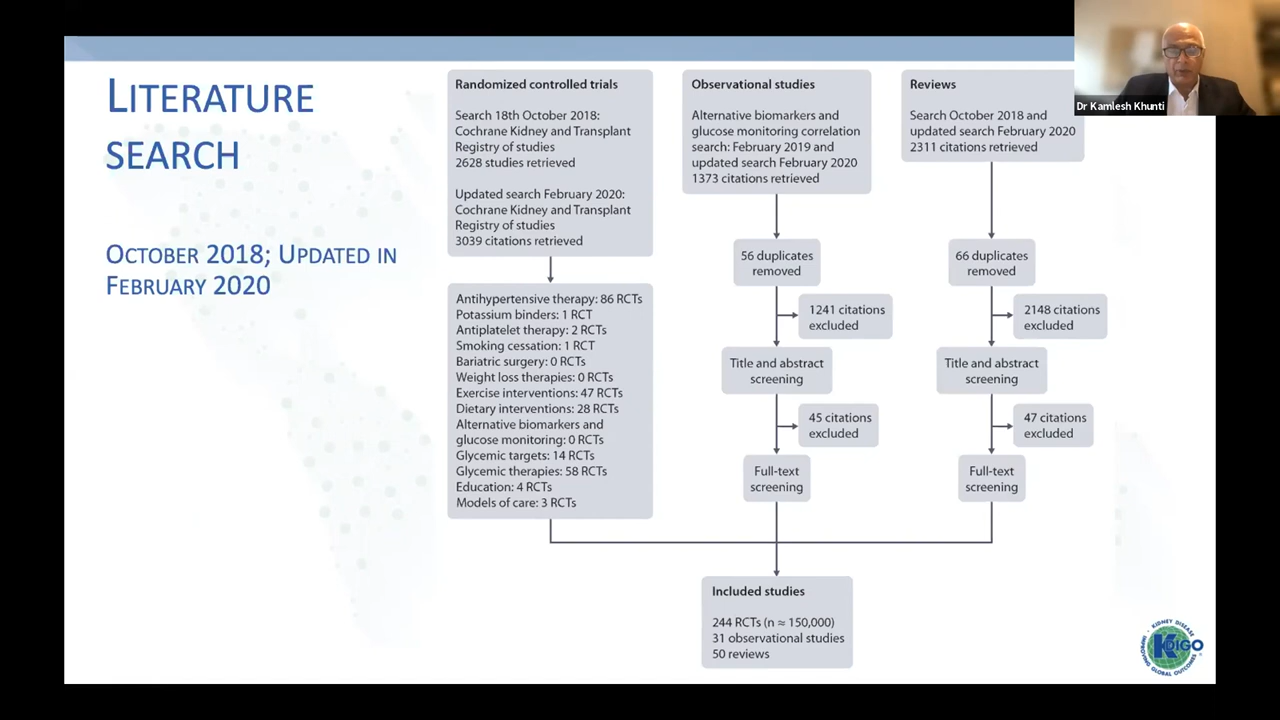 LITERATURE
SEARCH
OCTOBER 2018; UPDATED IN
FEBRUARY 2020
Randomized controlled trials
Search 18th October 2018:
Cochrane Kidney and Transplant
Registry of studies
2628 studies retrieved
Updated search February 2020:
Cochrane Kidney and Transplant
Registry of studies
3039 citations retrieved
Antihypertensive therapy: 86 RCTs
Potassium binders: 1 RCT
Antiplatelet therapy: 2 RCTs
Smoking cessation: 1 RCT
Bariatric surgery: 0 RCTs
Weight loss therapies: 0 RCTs
Exercise interventions: 47 RCTs
Dietary interventions: 28 RCTs
Alternative biomarkers and
glucose monitoring: 0 RCTs
Glycemic targets: 14 RCTs
Glycemic therapies: 58 RCTs
Education: 4 RCTs
Models of care: 3 RCTs
Observational studies
Alternative biomarkers and
glucose monitoring correlation
search: February 2019 and
updated search February 2020
1373 citations retrieved
56 duplicates
removed
1241 citations
excluded
Title and abstract
screening
45 citations
excluded
Full-text
screening
Reviews
Search October 2018 and
updated search February 2020
2311 citations retrieved
66 duplicates
removed
2148 citations
excluded
Title and abstract
screening
47 citations
excluded
Full-text
screening
Included studies
244 RCTs (n ≈ 150,000)
31 observational studies
50 reviews
Dr Kamlesh Khunti
KIDNEY DISEASE
KDIGO
IMPROVING GLOBAL OUTCOMES